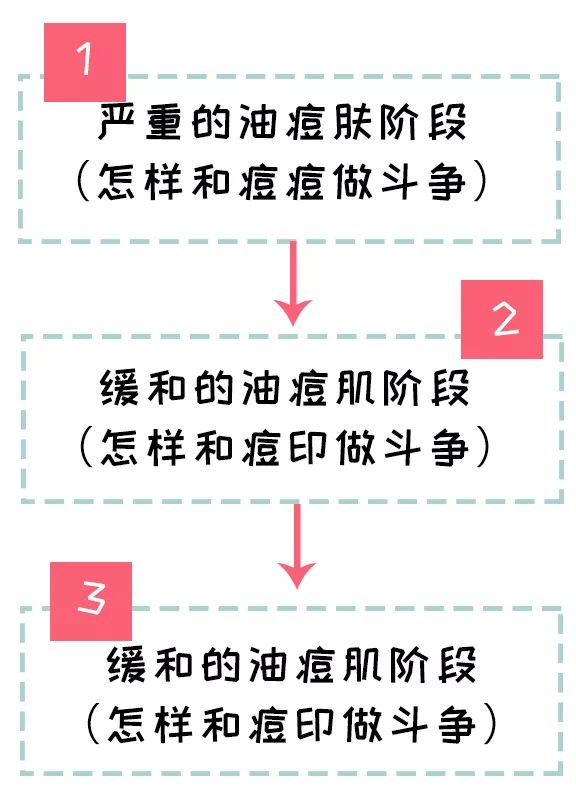 1
严重的油痘肤阶段
（怎样和痘痘做斗争）
2
缓和的油痘肌阶段
（怎样和痘印做斗争）
3
缓和的油痘肌阶段
（怎样和痘印做斗争）